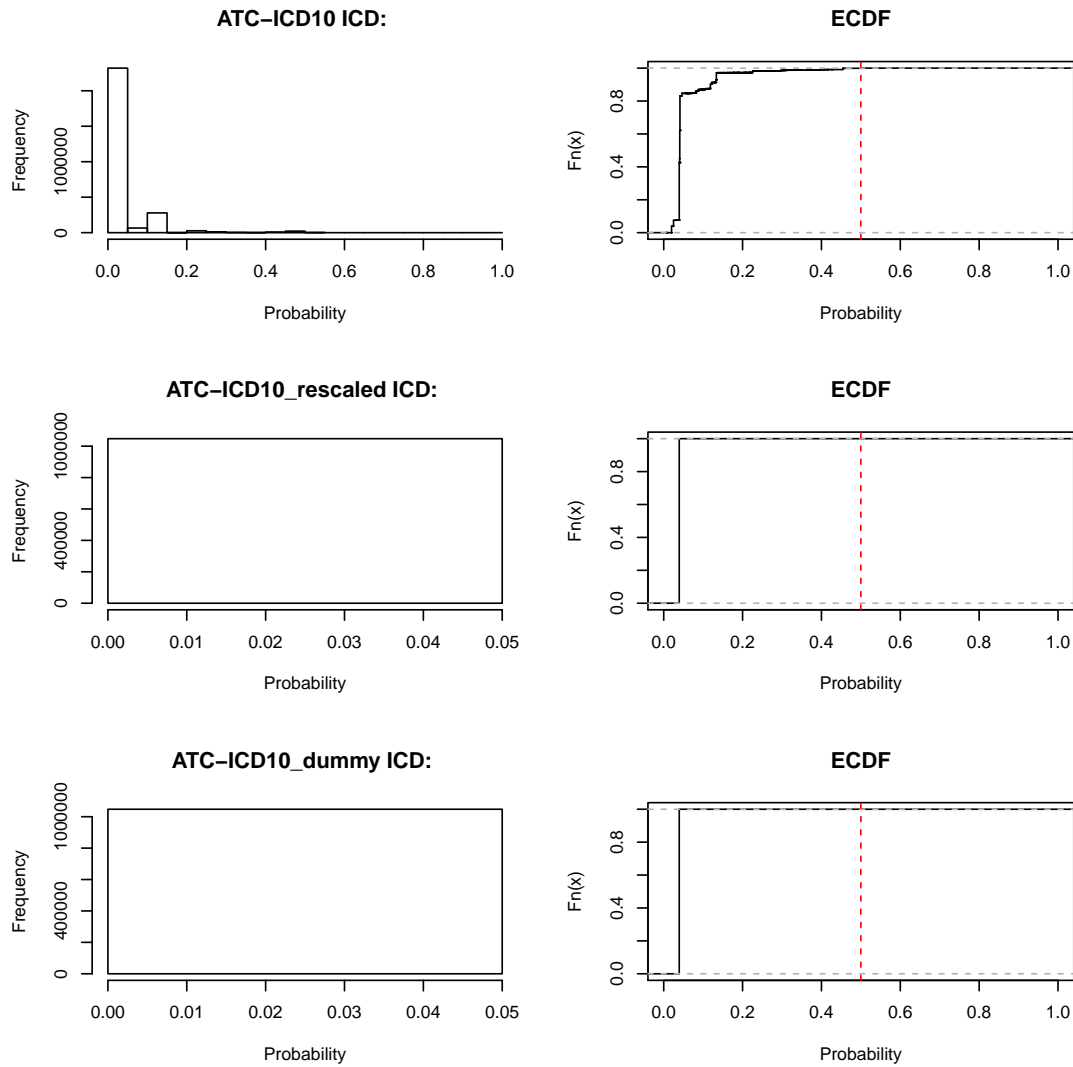 ATC−ICD10 ICD:
Frequency
0 1000000
0.0 0.2 0.4 0.6 0.8 1.0
Probability
ECDF
Fn(x)
0.0 0.4 0.8
0.0 0.2 0.4 0.6 0.8 1.0
Probability
ATC−ICD10_rescaled ICD:
Frequency
0 400000 1000000
0.00 0.01 0.02 0.03 0.04 0.05
Probability
ECDF
Fn(x)
0.0 0.4 0.8
0.0 0.2 0.4 0.6 0.8 1.0
Probability
ATC−ICD10_dummy ICD:
Frequency
0 400000 1000000
0.00 0.01 0.02 0.03 0.04 0.05
Probability
ECDF
Fn(x)
0.0 0.4 0.8
0.0 0.2 0.4 0.6 0.8 1.0
Probability